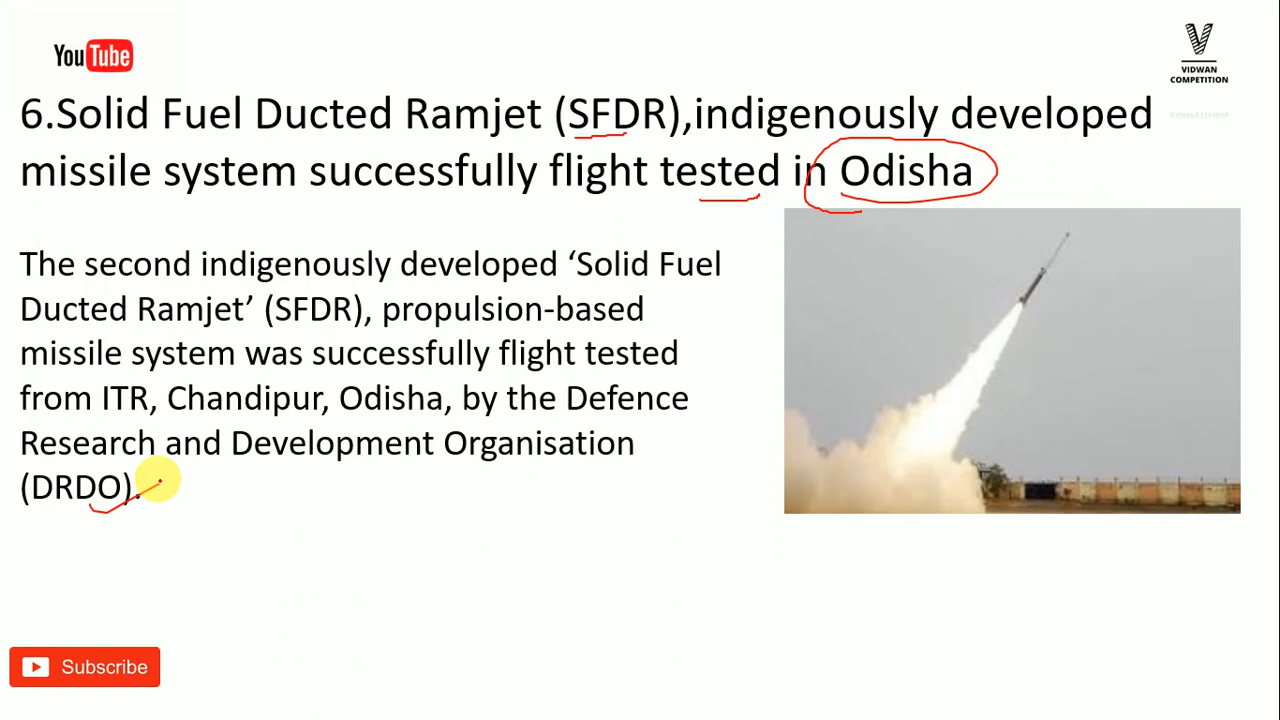 YouTube
VIDWAN
COMPETITION
6.Solid Fuel Ducted Ramjet (SFDR),indigenously developed
missile system successfully flight tested in Odisha
The second indigenously developed ‘Solid Fuel
Ducted Ramjet’ (SFDR), propulsion-based
missile system was successfully flight tested
from ITR, Chandipur, Odisha, by the Defence
Research and Development Organisation
(DRDO).
Subscribe